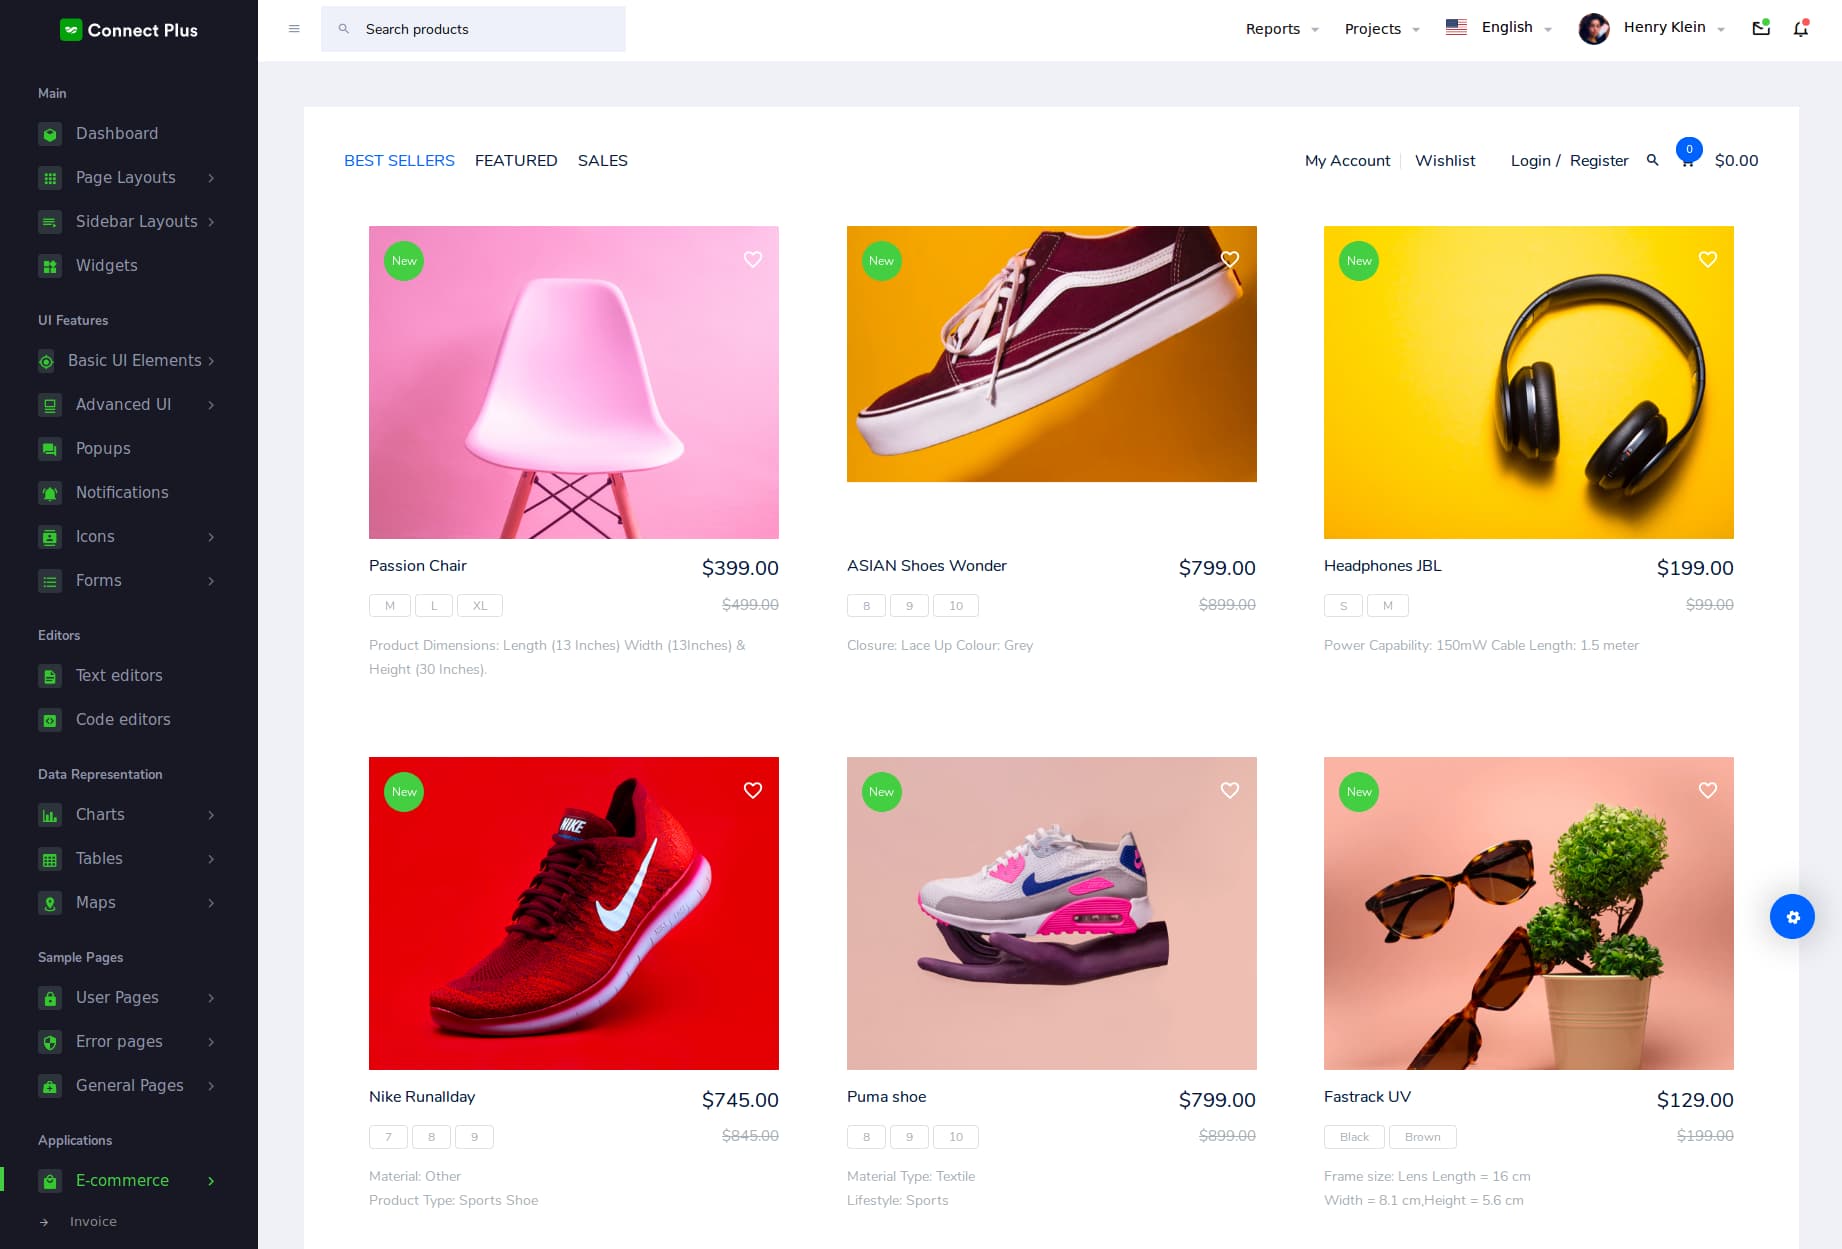 Connect Plus
Search products
Reports
Projects
English
Henry Klein
Main
Dashboard
Page Layouts
Sidebar Layouts
Widgets
UI Features
Basic UI Elements
Advanced UI
Popups
Notifications
Icons
Forms
Editors
Text editors
Code editors
Data Representation
Charts
Tables
Maps
Sample Pages
User Pages
Error pages
General Pages
Applications
E-commerce
Invoice
BEST SELLERS FEATURED SALES
My Account Wishlist Login / Register 0 $0.00
New
Passion Chair $399.00
M L XL $499.00
Product Dimensions: Length (13 Inches) Width (13Inches) &
Height (30 Inches).
New
ASIAN Shoes Wonder $799.00
8 9 10 $899.00
Closure: Lace Up Colour: Grey
New
Headphones JBL $199.00
S M $99.00
Power Capability: 150mW Cable Length: 1.5 meter
New
NIKE
Nike Runallday $745.00
7 8 9 $845.00
Material: Other
Product Type: Sports Shoe
New
Puma shoe $799.00
8 9 10 $899.00
Material Type: Textile
Lifestyle: Sports
New
Fastrack UV $129.00
Black Brown $199.00
Frame size: Lens Length = 16 cm
Width = 8.1 cm,Height = 5.6 cm